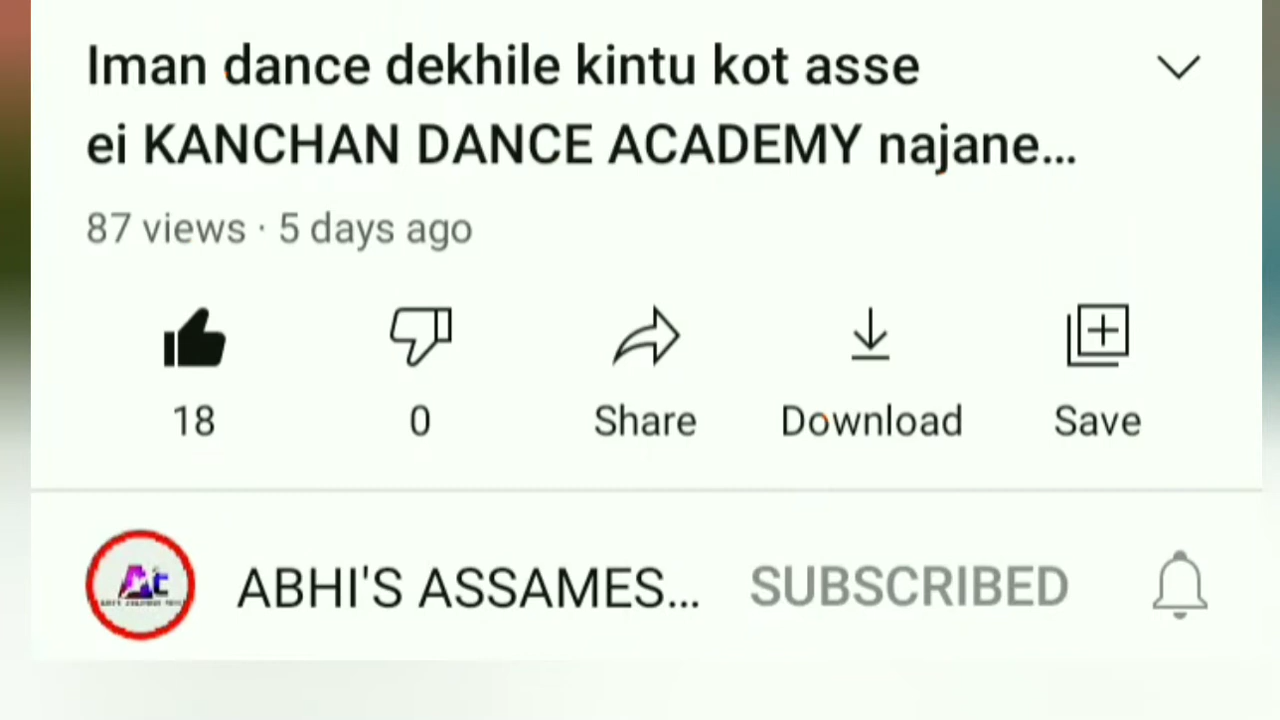 Iman dance dekhile kintu kot asse
ei KANCHAN DANCE ACADEMY najane...
87 views · 5 days ago
18
0
Share
Download
Save
ABHI'S ASSAMES...
SUBSCRIBED